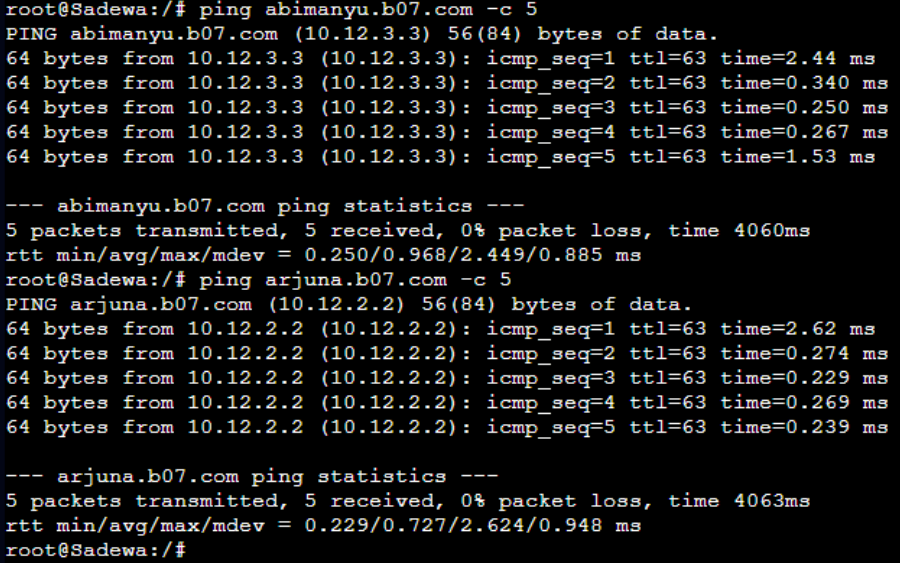 root@Sadewa:/# ping abimanyu.b07.com -c 5
PING abimanyu.b07.com (10.12.3.3) 56(84) bytes of data.
64 bytes from 10.12.3.3 (10.12.3.3): icmp_seq=1 ttl=63 time=2.44 ms
64 bytes from 10.12.3.3 (10.12.3.3): icmp_seq=2 ttl=63 time=0.340 ms
64 bytes from 10.12.3.3 (10.12.3.3): icmp_seq=3 ttl=63 time=0.250 ms
64 bytes from 10.12.3.3 (10.12.3.3): icmp_seq=4 ttl=63 time=0.267 ms
64 bytes from 10.12.3.3 (10.12.3.3): icmp_seq=5 ttl=63 time=1.53 ms

--- abimanyu.b07.com ping statistics ---
5 packets transmitted, 5 received, 0% packet loss, time 4060ms
rtt min/avg/max/mdev = 0.250/0.968/2.449/0.885 ms
root@Sadewa:/# ping arjuna.b07.com -c 5
PING arjuna.b07.com (10.12.2.2) 56(84) bytes of data.
64 bytes from 10.12.2.2 (10.12.2.2): icmp_seq=1 ttl=63 time=2.62 ms
64 bytes from 10.12.2.2 (10.12.2.2): icmp_seq=2 ttl=63 time=0.274 ms
64 bytes from 10.12.2.2 (10.12.2.2): icmp_seq=3 ttl=63 time=0.229 ms
64 bytes from 10.12.2.2 (10.12.2.2): icmp_seq=4 ttl=63 time=0.269 ms
64 bytes from 10.12.2.2 (10.12.2.2): icmp_seq=5 ttl=63 time=0.239 ms

--- arjuna.b07.com ping statistics ---
5 packets transmitted, 5 received, 0% packet loss, time 4063ms
rtt min/avg/max/mdev = 0.229/0.727/2.624/0.948 ms
root@Sadewa:/#